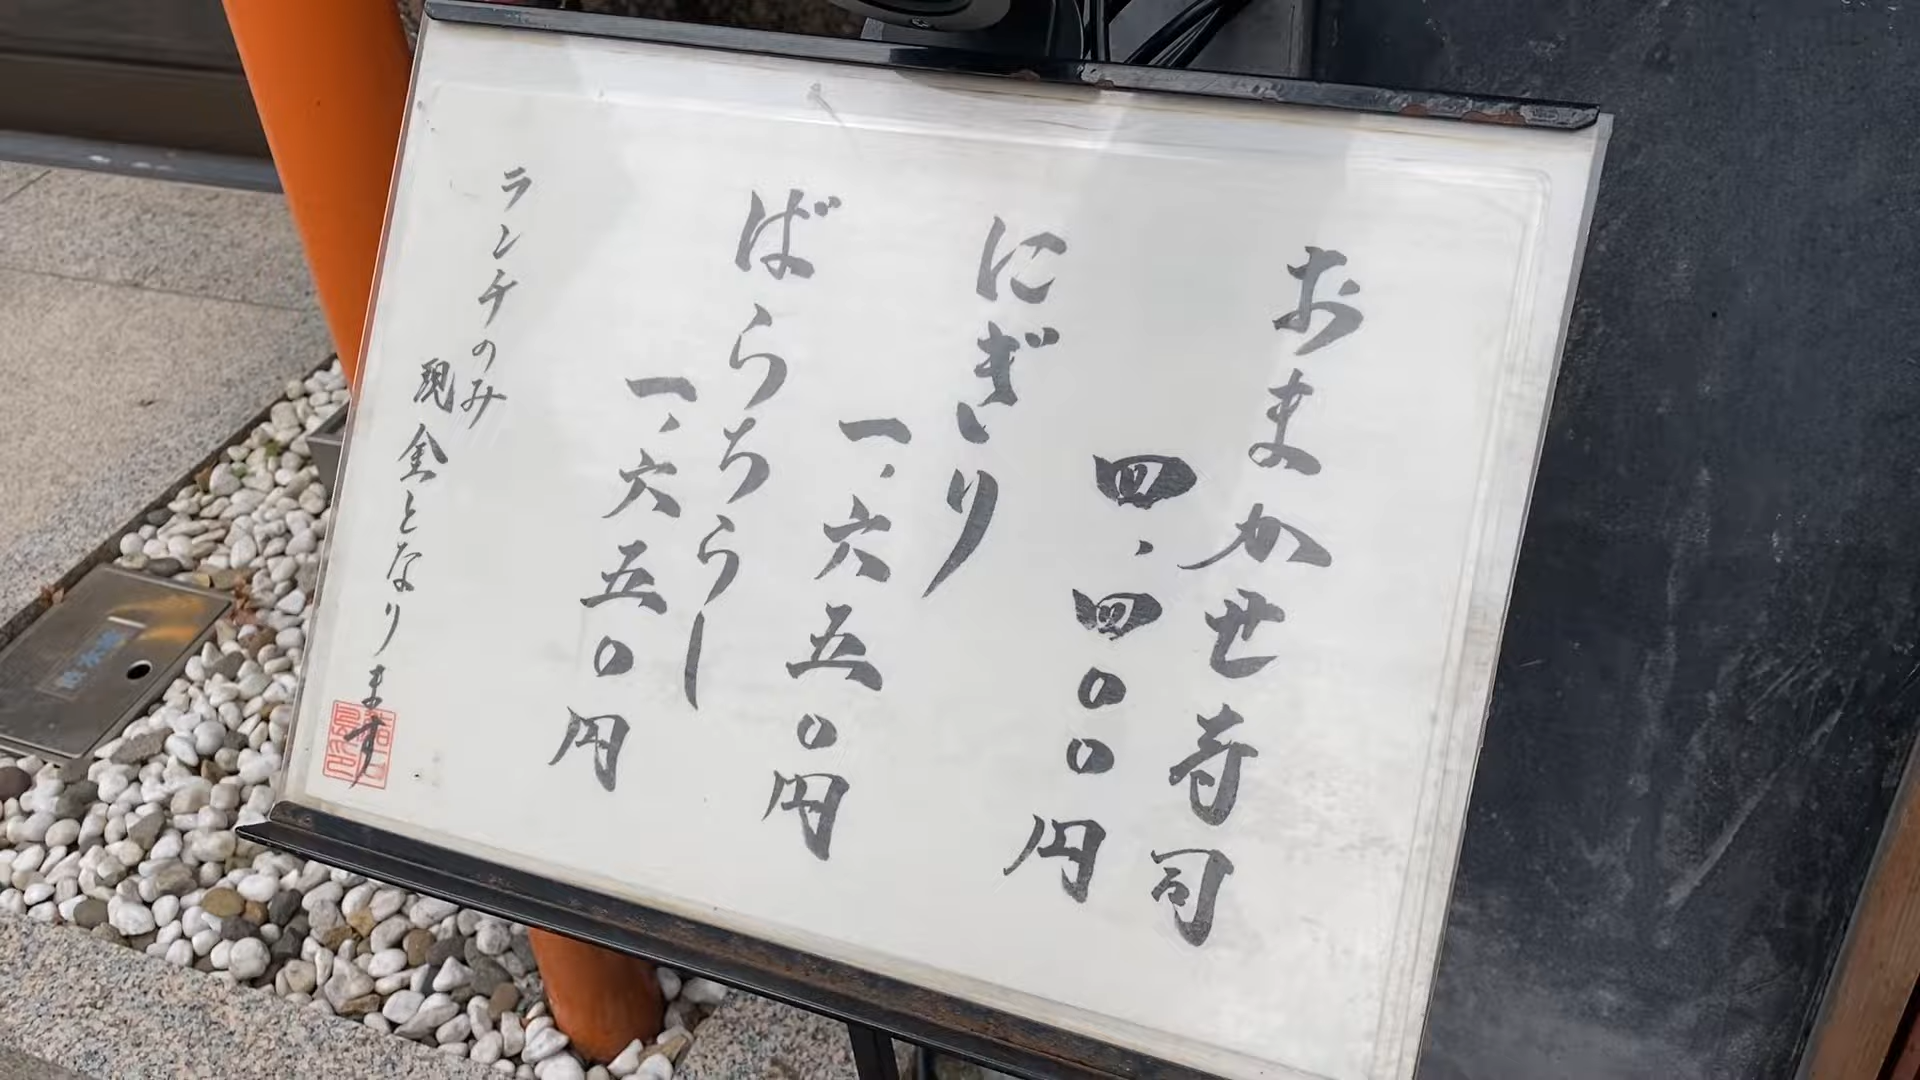 おまかせ寿司
四、四〇〇円
にぎり
一、六五〇円
ばらちらし
一、六五〇円
ランチのみ
現金となります